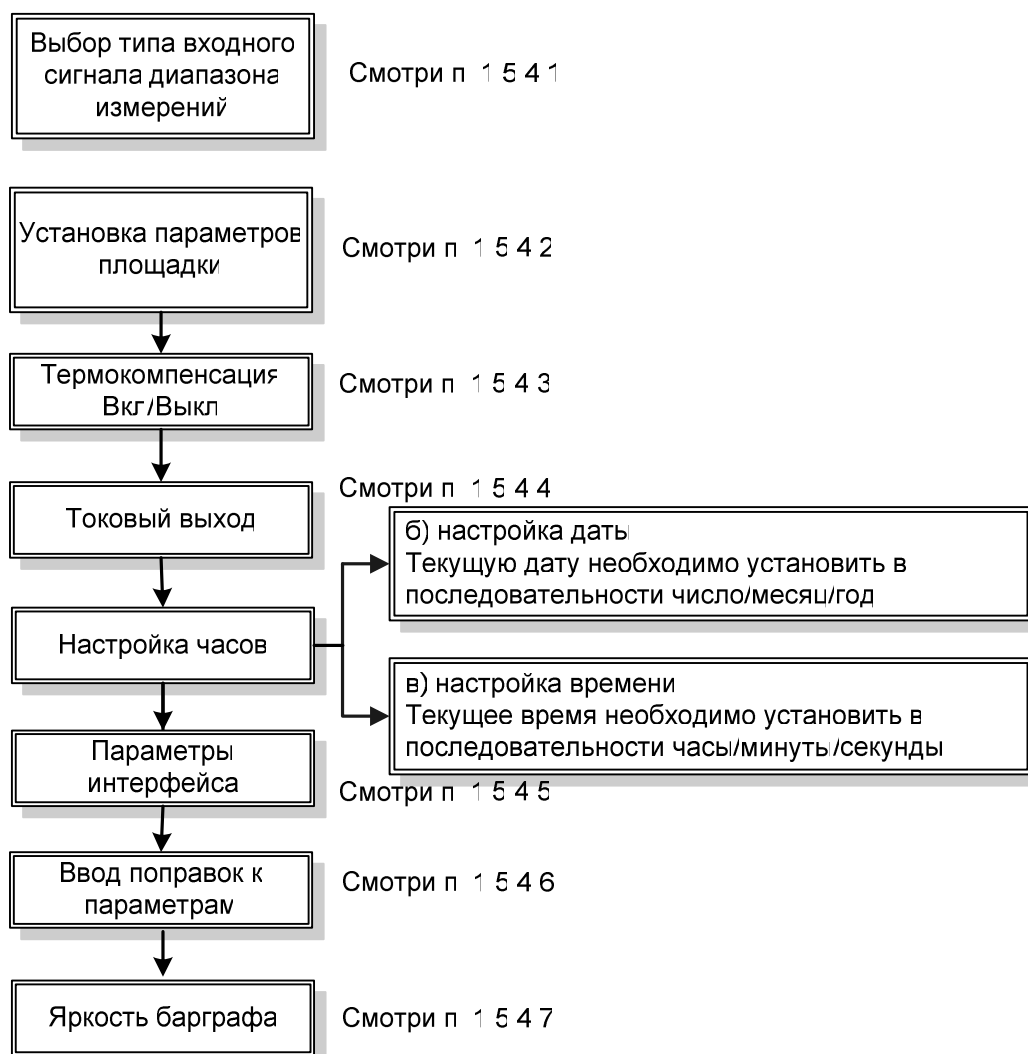 Выбор типа входного
сигнала диапазона
измерений
Смотри п 1 5 4 1
Установка параметров
площадки
Смотри п 1 5 4 2
Термокомпенсация
Вкл/Выкл
Смотри п 1 5 4 3
Токовый выход
Смотри п 1 5 4 4
б) настройка даты
Текущую дату необходимо установить в
последовательности число/месяц/год
Настройка часов
в) настройка времени
Текущее время необходимо установить в
последовательности часы/минуты/секунды
Параметры
интерфейса
Смотри п 1 5 4 5
Ввод поправок к
параметрам
Смотри п 1 5 4 6
Яркость барграфа
Смотри п 1 5 4 7